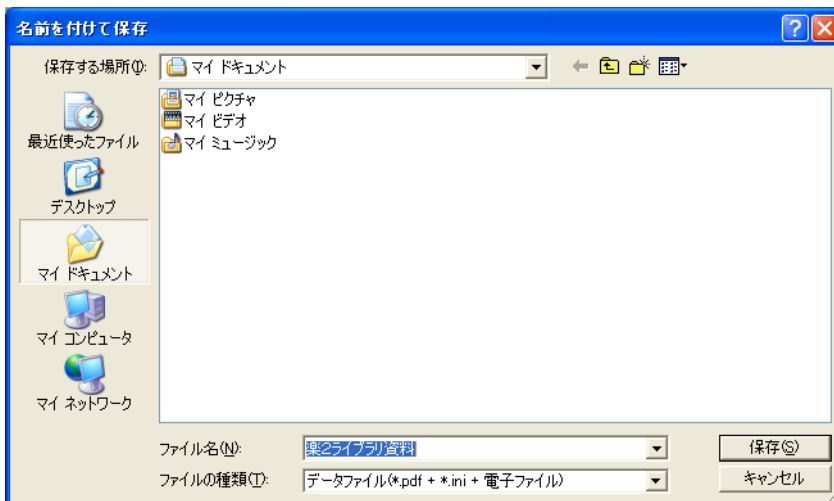 名前を付けて保存
保存する場所(I):
マイ ドキュメント
最近使ったファイル
デスクトップ
マイ ドキュメント
マイ コンピュータ
マイ ネットワーク
マイ ピクチャ
マイ ビデオ
マイ ミュージック
ファイル名(N):
楽2ライブラリ資料
保存(S)
ファイルの種類(T):
データファイル(*.pdf + *.ini + 電子ファイル)
キャンセル